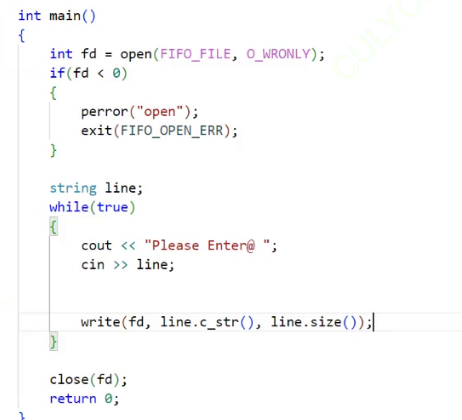 int main()
{
    int fd = open(FIFO_FILE, O_WRONLY);
    if(fd < 0)
    {
        perror("open");
        exit(FIFO_OPEN_ERR);
    }

    string line;
    while(true)
    {
        cout << "Please Enter@ ";
        cin >> line;

        write(fd, line.c_str(), line.size());
    }

    close(fd);
    return 0;
}